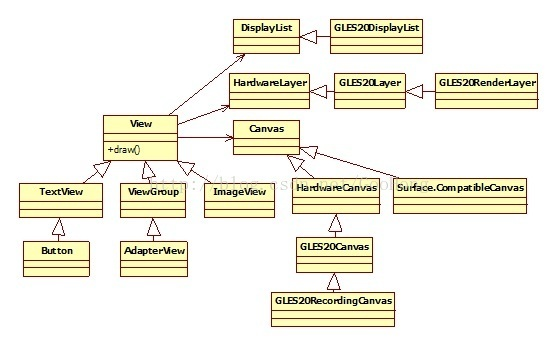 DisplayList
GLES20DisplayList
HardwareLayer
GLES20Layer
GLES20RenderLayer
View
+draw()
Canvas
TextView
ViewGroup
ImageView
HardwareCanvas
Surface.CompatibleCanvas
Button
AdapterView
GLES20Canvas
GLES20RecordingCanvas